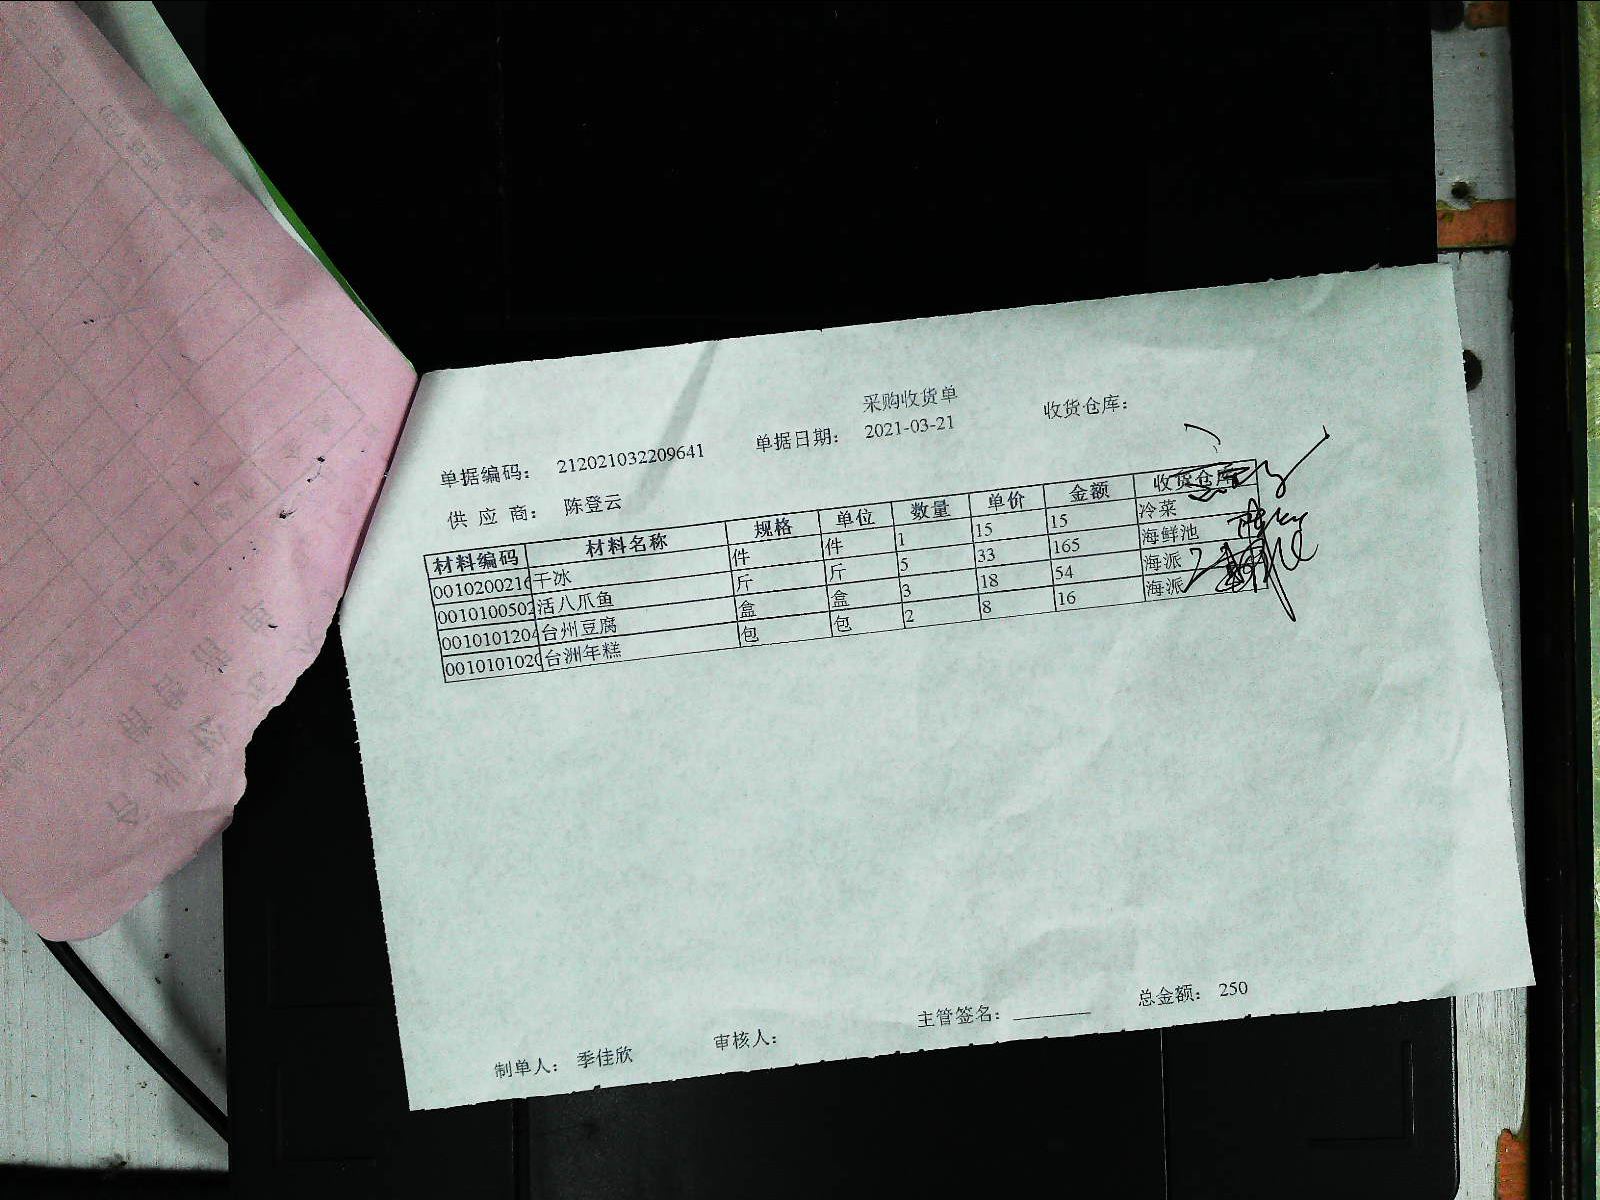 采购收货单
单据编码： 212021032209641 单据日期： 2021-03-21 收货仓库：
供 应 商： 陈登云
材料编码 材料名称 规格 单位 数量 单价 金额 收货仓库
001020021 干冰 件 件 1 15 15 冷菜
001010050 活八爪鱼 斤 斤 5 33 165 海鲜池
001010120 台州豆腐 盒 盒 3 18 54 海派
001010102 台洲年糕 包 包 2 8 16 海派
制单人： 季佳欣 审核人： 主管签名： 总金额： 250